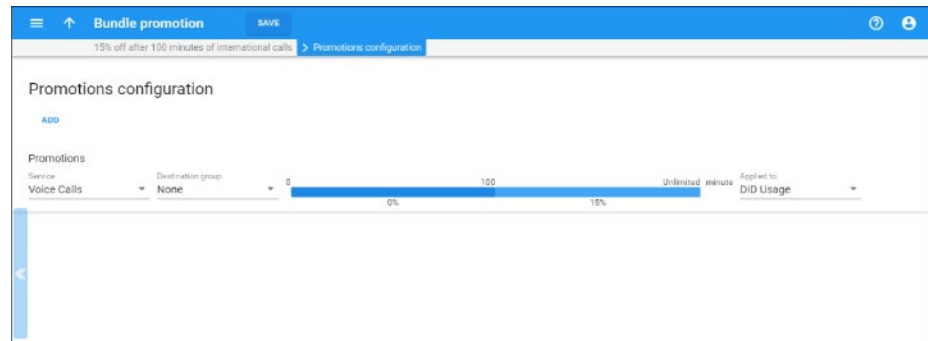 Bundle promotion SAVE
15% off after 100 minutes of international calls > Promotions configuration
Promotions configuration
ADD
Promotions
Service Destination group 0 100 Unlimited minute Applied to
Voice Calls None DID Usage
0% 15%